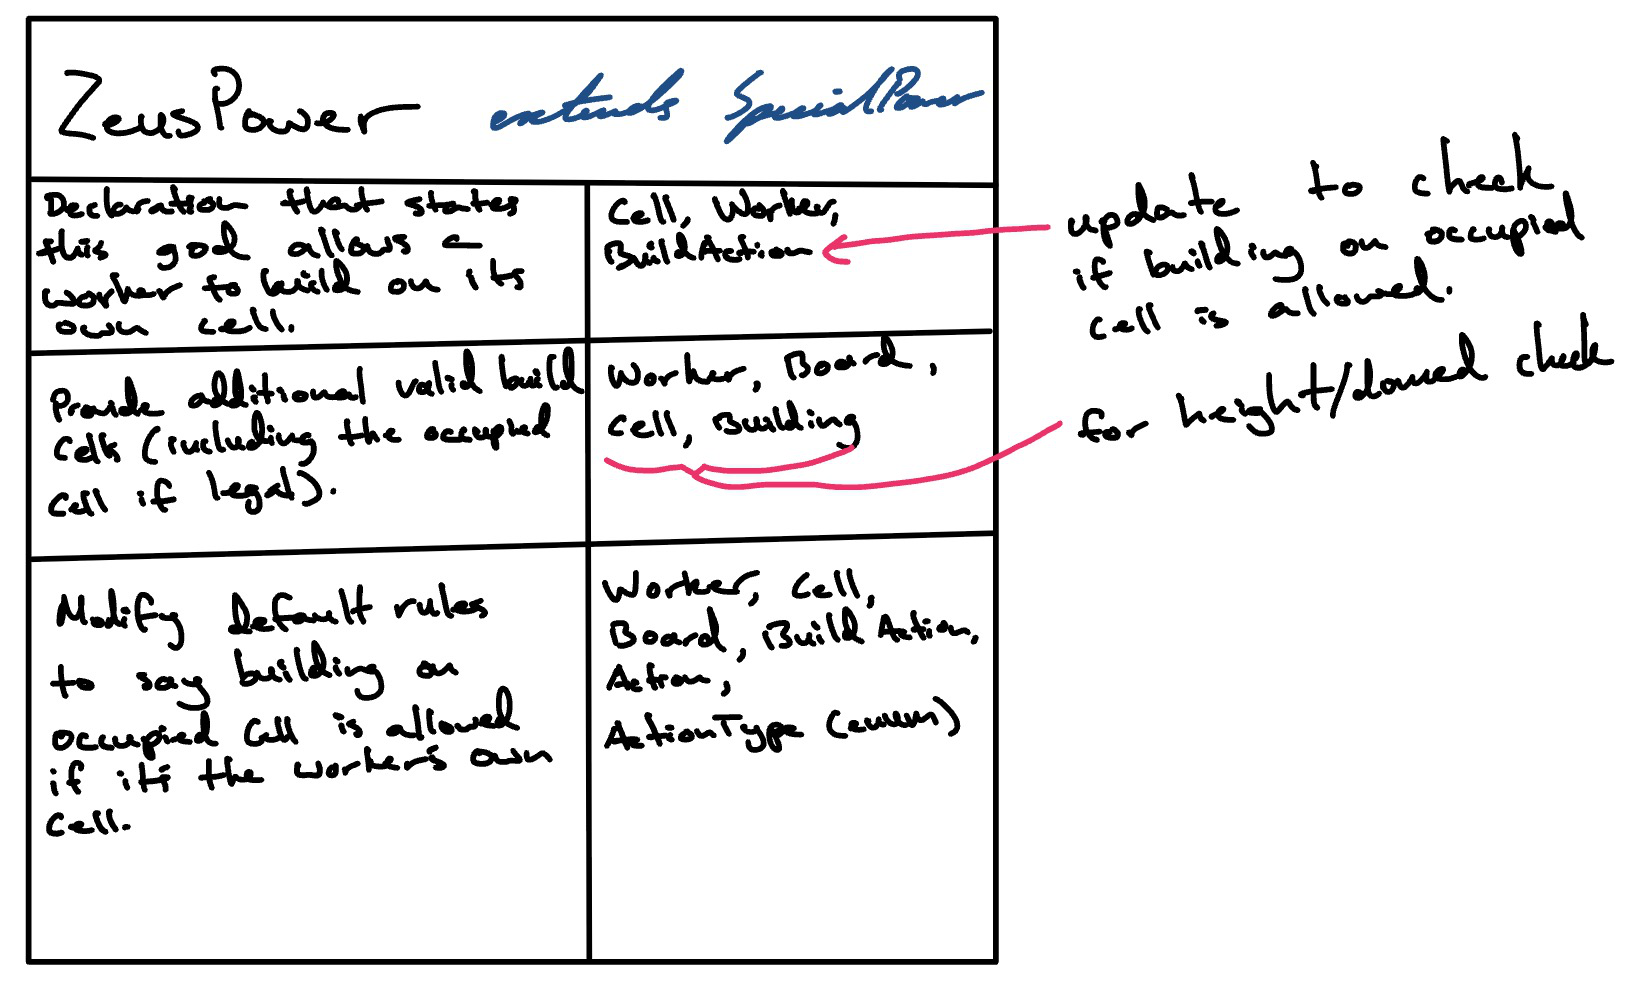 ZeusPower extends SpecialPower
Declaration that states
this god allows a
worker to build on its
own cell.
Cell, Worker,
BuildAction
update to check
if building on occupied
cell is allowed.
Provide additional valid build
cells (including the occupied
cell if legal).
Worker, Board,
Cell, Building
for height/domed check
Modify default rules
to say building on
occupied cell is allowed
if it's the worker's own
cell.
Worker, Cell,
Board, Build Action,
Action,
ActionType (enum)